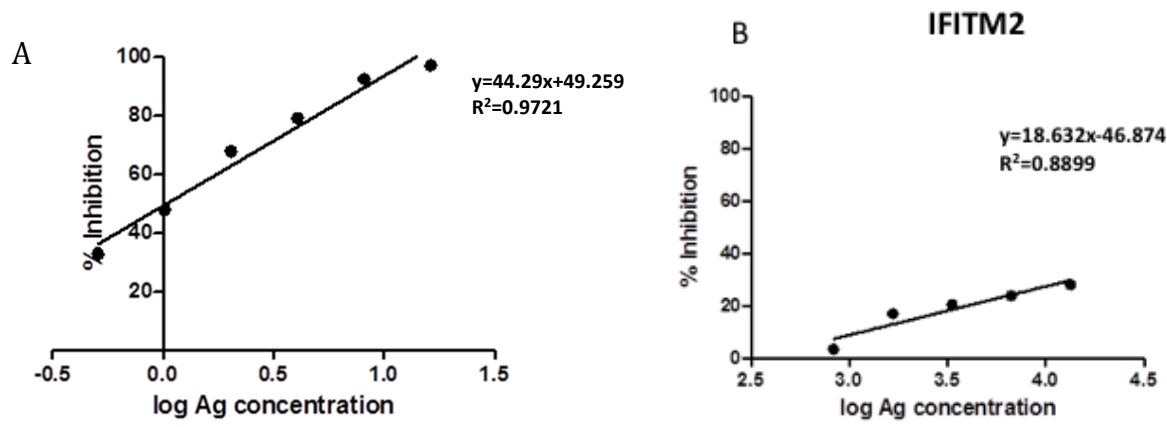 A
100
80
60
40
20
% Inhibition
-0.5
0.0
0.5
1.0
1.5
log Ag concentration
y=44.29x+49.259
R²=0.9721
B
IFITM2
100
80
60
40
20
0
% Inhibition
2.5
3.0
3.5
4.0
4.5
log Ag concentration
y=18.632x-46.874
R²=0.8899